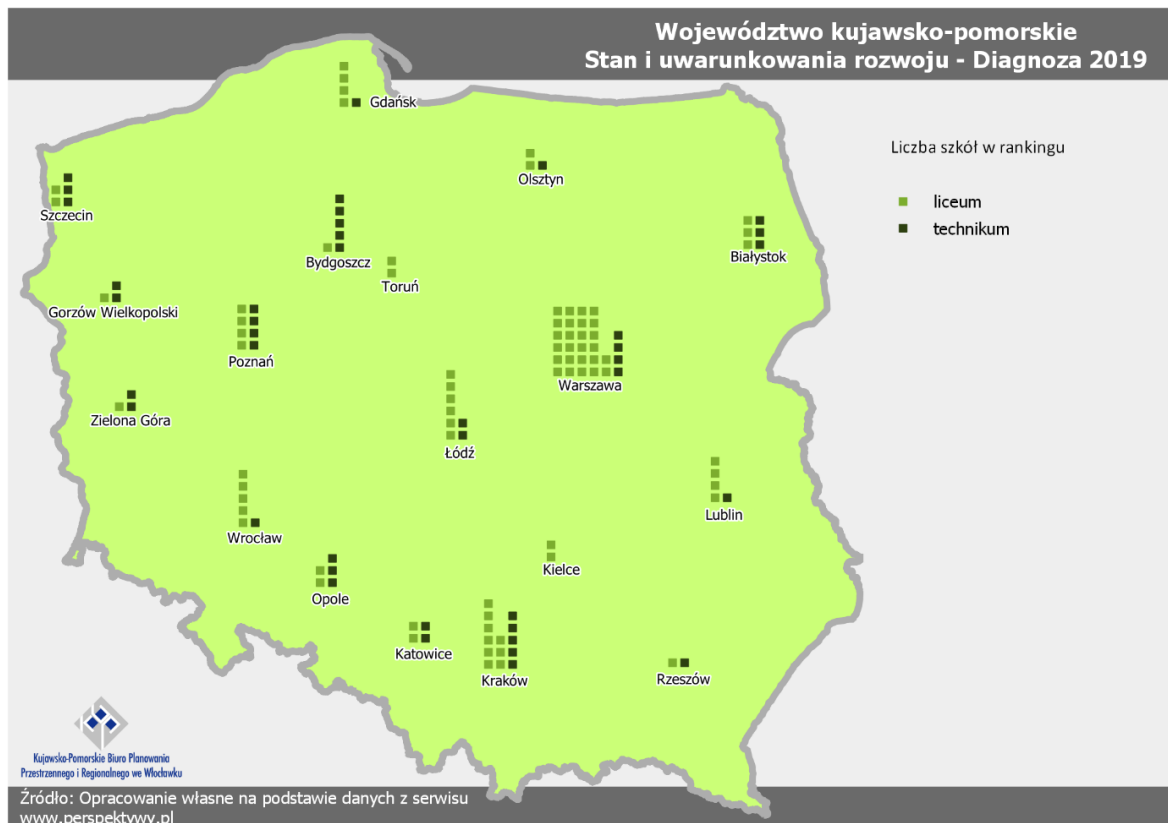 Województwo kujawsko-pomorskie
Stan i uwarunkowania rozwoju - Diagnoza 2019
Gdańsk
Liczba szkół w rankingu
liceum
technikum
Olsztyn
Szczecin
Białystok
Bydgoszcz
Toruń
Gorzów Wielkopolski
Poznań
Warszawa
Zielona Góra
Łódź
Lublin
Wrocław
Kielce
Opole
Katowice
Kraków
Rzeszów
Kujawsko-Pomorskie Biuro Planowania
Przestrzennego i Regionalnego we Włocławku
Źródło: Opracowanie własne na podstawie danych z serwisu
www.perspektywy.pl